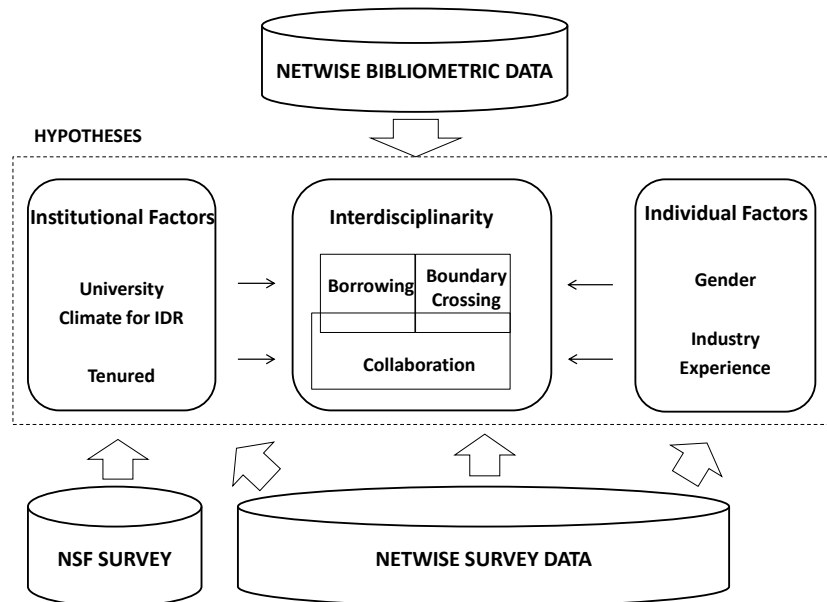 NETWISE BIBLIOMETRIC DATA
HYPOTHESES
Institutional Factors
University
Climate for IDR
Tenured
Interdisciplinarity
Borrowing
Boundary
Crossing
Collaboration
Individual Factors
Gender
Industry
Experience
NSF SURVEY
NETWISE SURVEY DATA